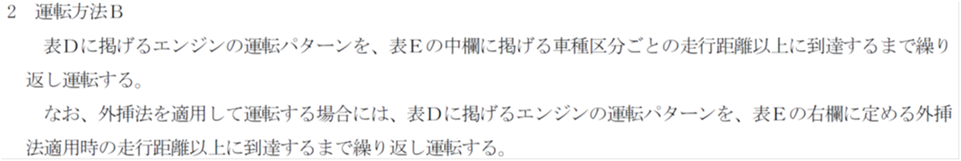 ２　運転方法Ｂ
　表Ｄに掲げるエンジンの運転パターンを、表Ｅの中欄に掲げる車種区分ごとの走行距離以上に到達するまで繰り
返し運転する。
　なお、外挿法を適用して運転する場合には、表Ｄに掲げるエンジンの運転パターンを、表Ｅの右欄に定める外挿
法適用時の走行距離以上に到達するまで繰り返し運転する。